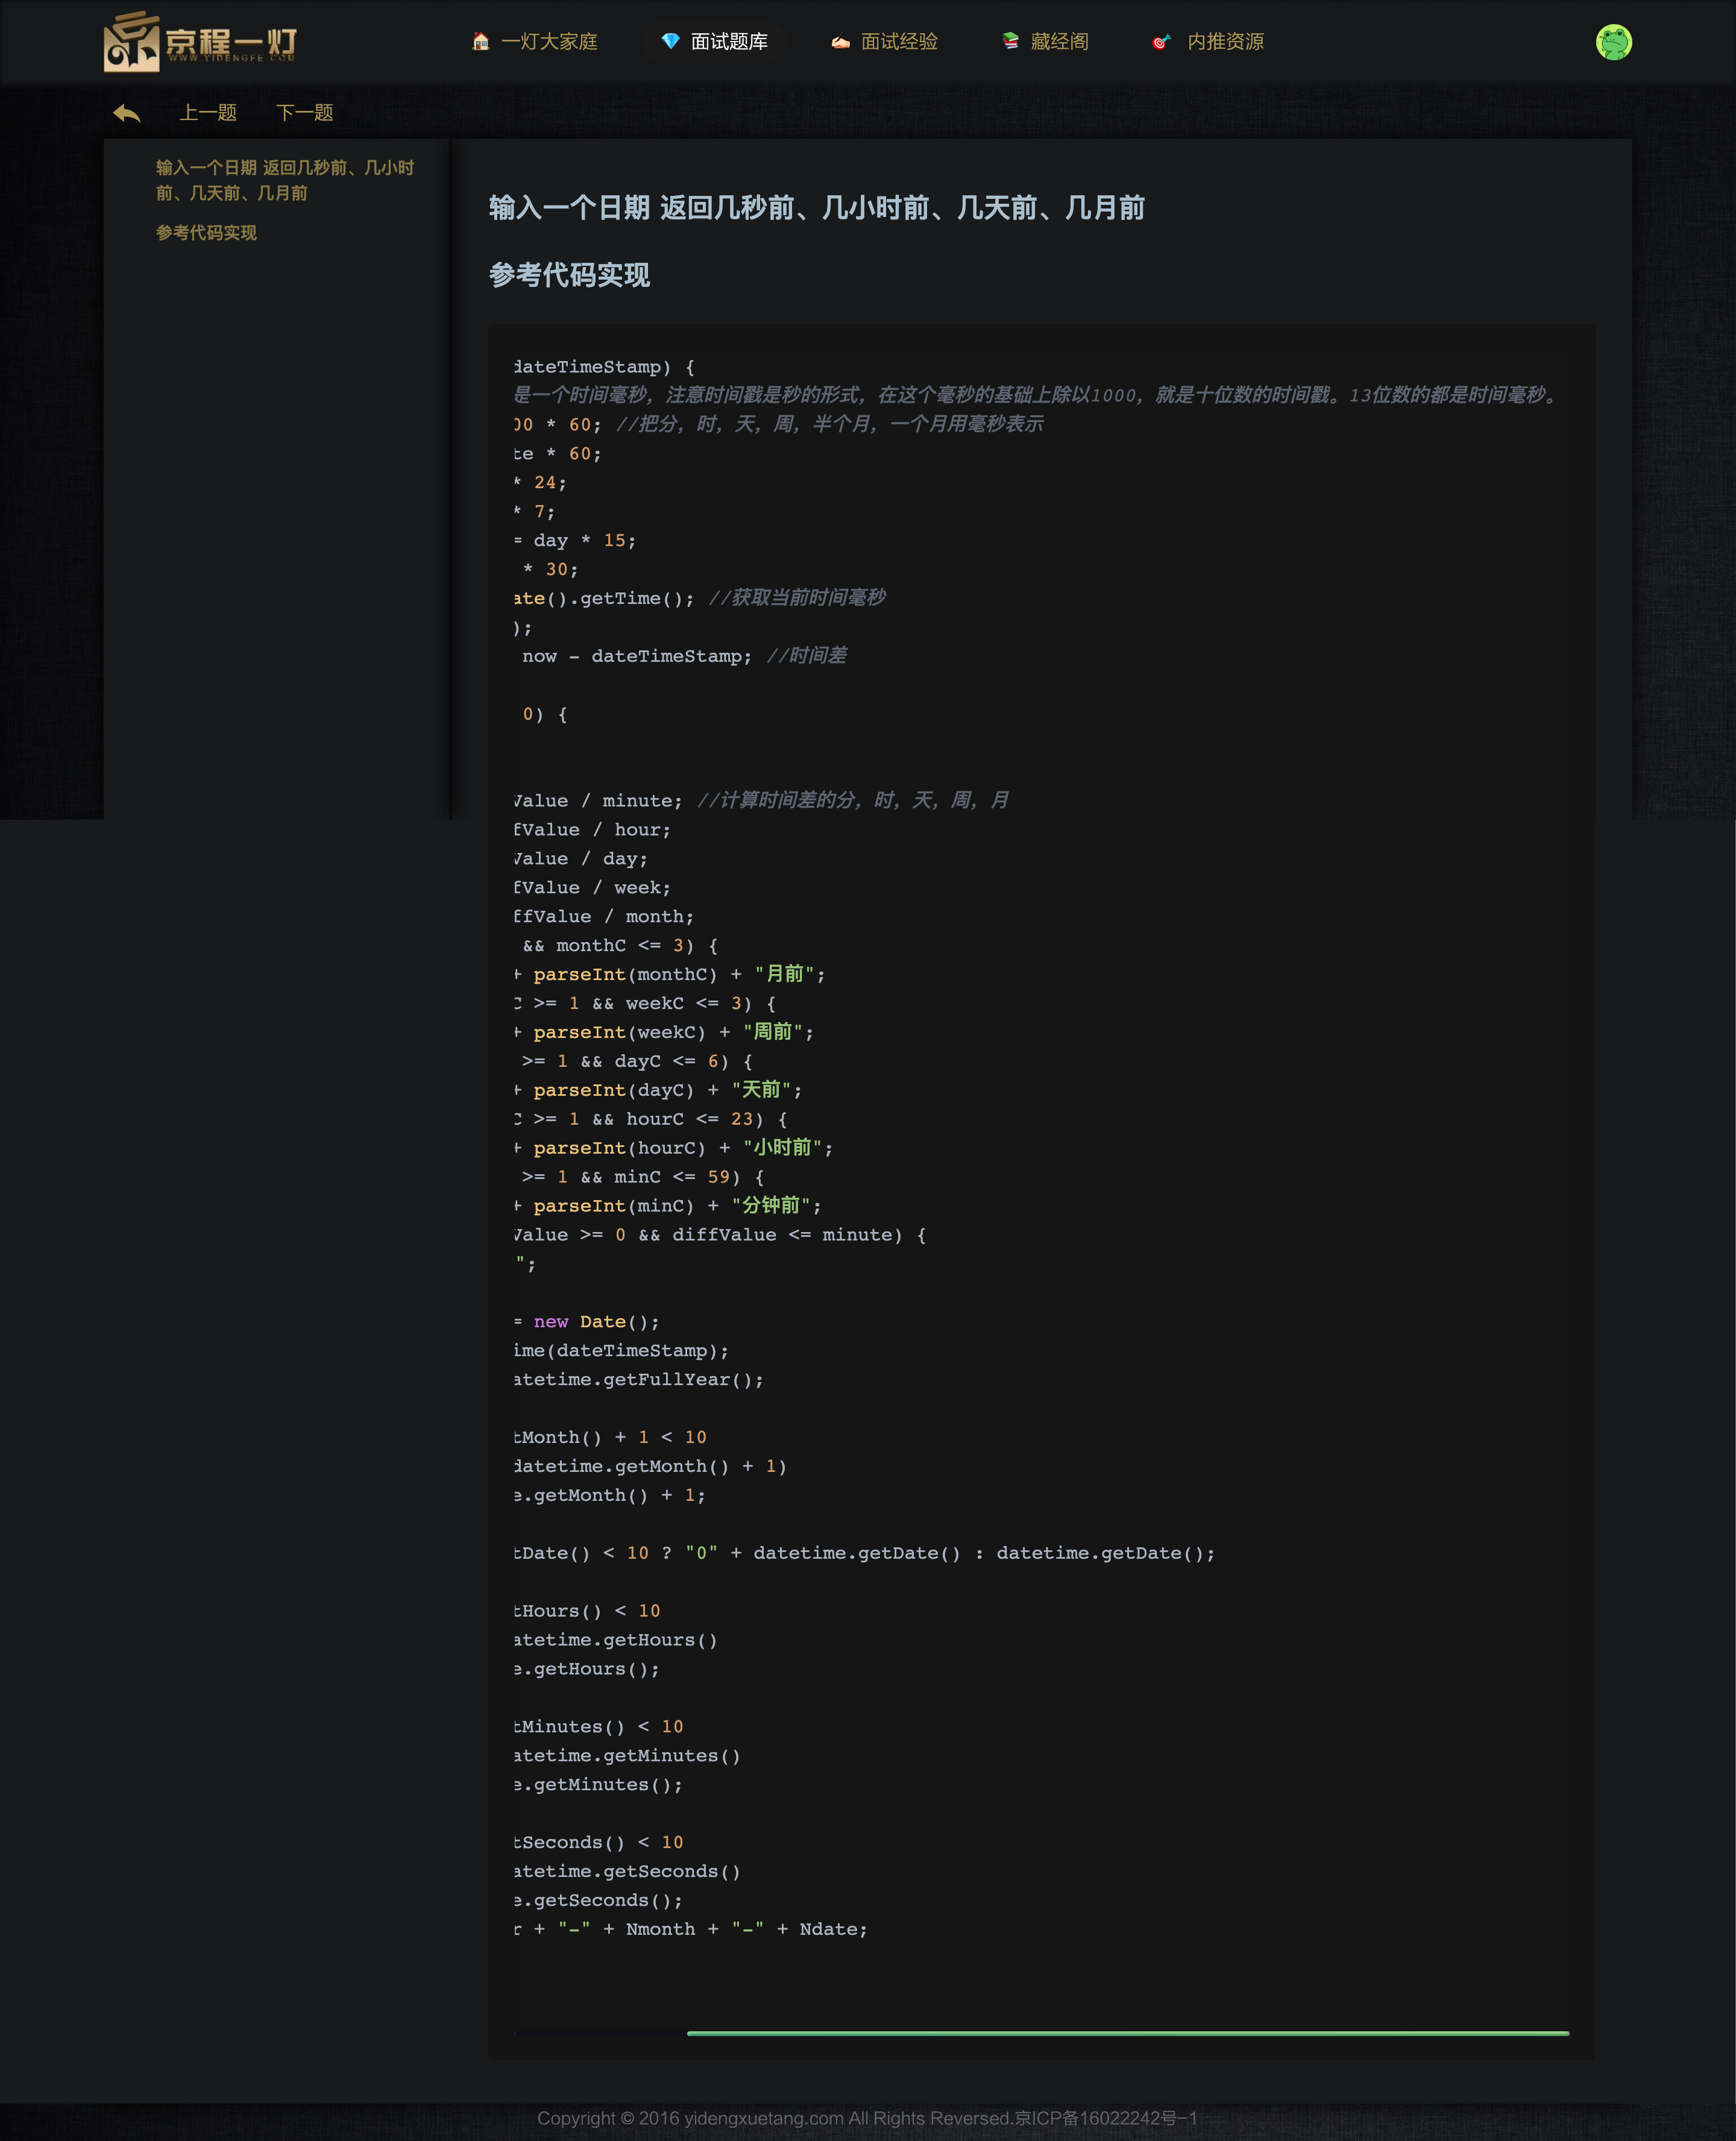 京程一灯
WWW.YIDENGFE.COM
一灯大家庭
面试题库
面试经验
藏经阁
内推资源
上一题
下一题
输入一个日期 返回几秒前、几小时
前、几天前、几月前
参考代码实现
输入一个日期 返回几秒前、几小时前、几天前、几月前
参考代码实现
dateTimeStamp) {
是一个时间毫秒，注意时间戳是秒的形式，在这个毫秒的基础上除以1000，就是十位数的时间戳。13位数的都是时间毫秒。
00 * 60; //把分，时，天，周，半个月，一个月用毫秒表示
te * 60;
* 24;
* 7;
= day * 15;
* 30;
ate().getTime(); //获取当前时间毫秒
);
now - dateTimeStamp; //时间差
0) {
Value / minute; //计算时间差的分，时，天，周，月
fValue / hour;
Value / day;
fValue / week;
ffValue / month;
&& monthC <= 3) {
+ parseInt(monthC) + "月前";
C >= 1 && weekC <= 3) {
+ parseInt(weekC) + "周前";
>= 1 && dayC <= 6) {
+ parseInt(dayC) + "天前";
C >= 1 && hourC <= 23) {
+ parseInt(hourC) + "小时前";
>= 1 && minC <= 59) {
+ parseInt(minC) + "分钟前";
Value >= 0 && diffValue <= minute) {
";
= new Date();
ime(dateTimeStamp);
atetime.getFullYear();
tMonth() + 1 < 10
datetime.getMonth() + 1)
e.getMonth() + 1;
tDate() < 10 ? "0" + datetime.getDate() : datetime.getDate();
tHours() < 10
atetime.getHours()
e.getHours();
tMinutes() < 10
atetime.getMinutes()
e.getMinutes();
tSeconds() < 10
atetime.getSeconds()
e.getSeconds();
r + "-" + Nmonth + "-" + Ndate;
Copyright © 2016 yidengxuetang.com All Rights Reversed.京ICP备16022242号-1